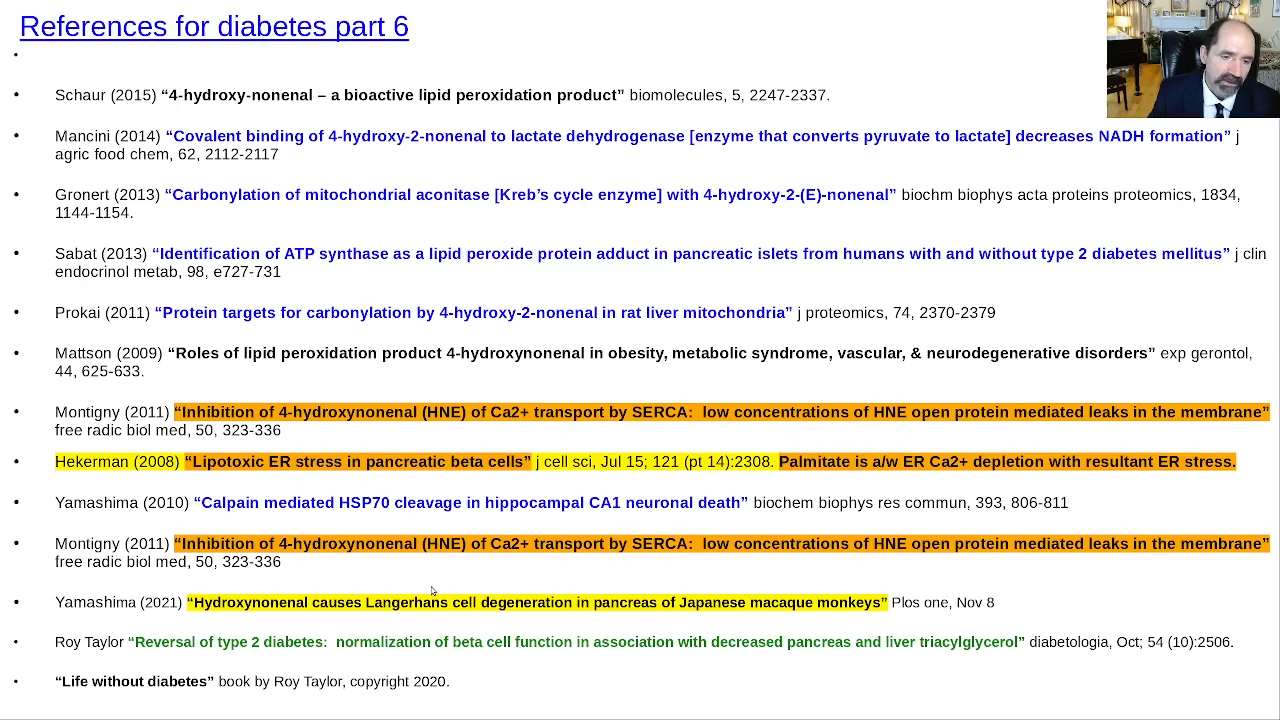 References for diabetes part 6
•
• Schaur (2015) “4-hydroxy-nonenal – a bioactive lipid peroxidation product” biomolecules, 5, 2247-2337.
• Mancini (2014) “Covalent binding of 4-hydroxy-2-nonenal to lactate dehydrogenase [enzyme that converts pyruvate to lactate] decreases NADH formation” j
agric food chem, 62, 2112-2117
• Gronert (2013) “Carbonylation of mitochondrial aconitase [Kreb’s cycle enzyme] with 4-hydroxy-2-(E)-nonenal” biochm biophys acta proteins proteomics, 1834,
1144-1154.
• Sabat (2013) “Identification of ATP synthase as a lipid peroxide protein adduct in pancreatic islets from humans with and without type 2 diabetes mellitus” j clin
endocrinol metab, 98, e727-731
• Prokai (2011) “Protein targets for carbonylation by 4-hydroxy-2-nonenal in rat liver mitochondria” j proteomics, 74, 2370-2379
• Mattson (2009) “Roles of lipid peroxidation product 4-hydroxynonenal in obesity, metabolic syndrome, vascular, & neurodegenerative disorders” exp gerontol,
44, 625-633.
• Montigny (2011) “Inhibition of 4-hydroxynonenal (HNE) of Ca2+ transport by SERCA:  low concentrations of HNE open protein mediated leaks in the membrane”
free radic biol med, 50, 323-336
• Hekerman (2008) “Lipotoxic ER stress in pancreatic beta cells” j cell sci, Jul 15; 121 (pt 14):2308. Palmitate is a/w ER Ca2+ depletion with resultant ER stress.
• Yamashima (2010) “Calpain mediated HSP70 cleavage in hippocampal CA1 neuronal death” biochem biophys res commun, 393, 806-811
• Montigny (2011) “Inhibition of 4-hydroxynonenal (HNE) of Ca2+ transport by SERCA:  low concentrations of HNE open protein mediated leaks in the membrane”
free radic biol med, 50, 323-336
• Yamashima (2021) “Hydroxynonenal causes Langerhans cell degeneration in pancreas of Japanese macaque monkeys” Plos one, Nov 8
• Roy Taylor “Reversal of type 2 diabetes:  normalization of beta cell function in association with decreased pancreas and liver triacylglycerol” diabetologia, Oct; 54 (10):2506.
• “Life without diabetes” book by Roy Taylor, copyright 2020.